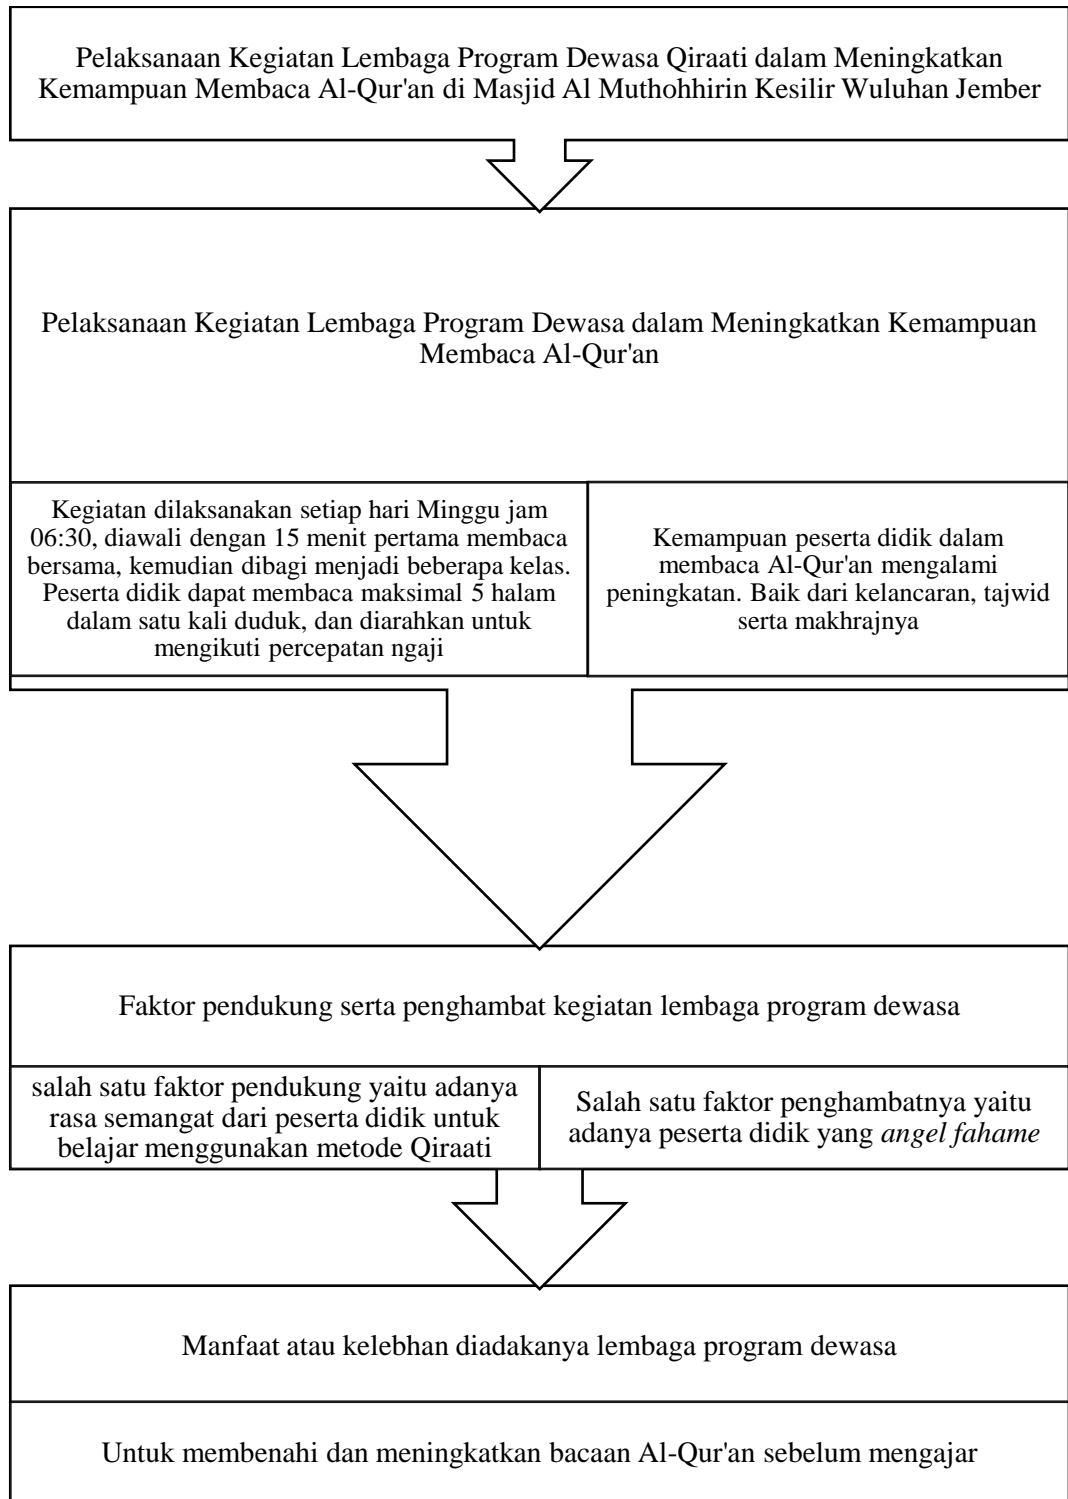 Pelaksanaan Kegiatan Lembaga Program Dewasa Qiraati dalam Meningkatkan
Kemampuan Membaca Al-Qur'an di Masjid Al Muthohhirin Kesilir Wuluhan Jember
Pelaksanaan Kegiatan Lembaga Program Dewasa dalam Meningkatkan Kemampuan
Membaca Al-Qur'an
Kegiatan dilaksanakan setiap hari Minggu jam
06:30, diawali dengan 15 menit pertama membaca
bersama, kemudian dibagi menjadi beberapa kelas.
Peserta didik dapat membaca maksimal 5 halam
dalam satu kali duduk, dan diarahkan untuk
mengikuti percepatan ngaji
Kemampuan peserta didik dalam
membaca Al-Qur'an mengalami
peningkatan. Baik dari kelancaran, tajwid
serta makhrajnya
Faktor pendukung serta penghambat kegiatan lembaga program dewasa
salah satu faktor pendukung yaitu adanya
rasa semangat dari peserta didik untuk
belajar menggunakan metode Qiraati
Salah satu faktor penghambatnya yaitu
adanya peserta didik yang angel fahame
Manfaat atau kelebhan diadakanya lembaga program dewasa
Untuk membenahi dan meningkatkan bacaan Al-Qur'an sebelum mengajar